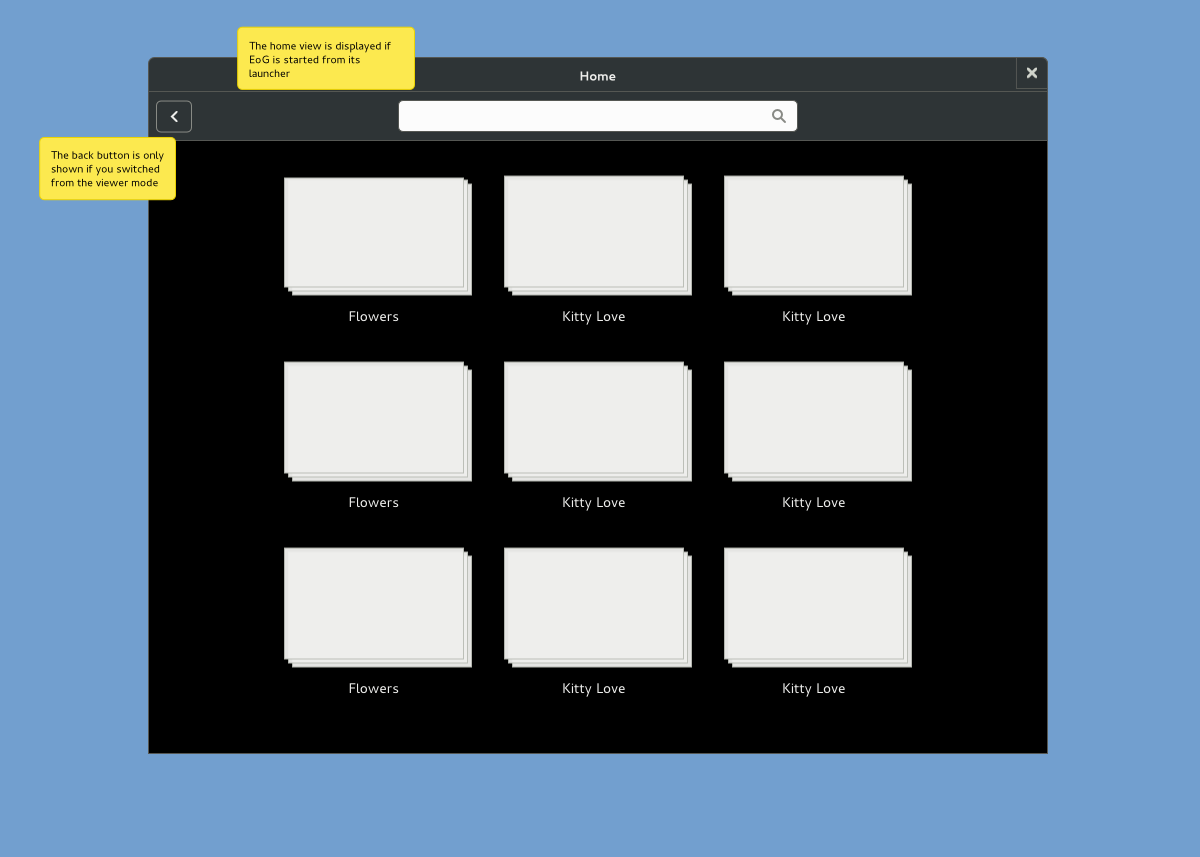 The home view is displayed if
EoG is started from its
launcher
Home
The back button is only
shown if you switched
from the viewer mode
Flowers
Kitty Love
Kitty Love
Flowers
Kitty Love
Kitty Love
Flowers
Kitty Love
Kitty Love